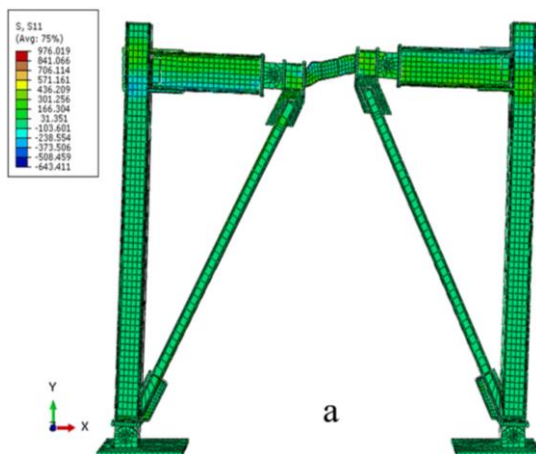 S, S11
(Avg: 75%)
976.019
841.066
706.114
571.161
436.209
301.256
166.304
31.351
-103.601
-238.554
-373.506
-508.459
-643.411
Y
X
a